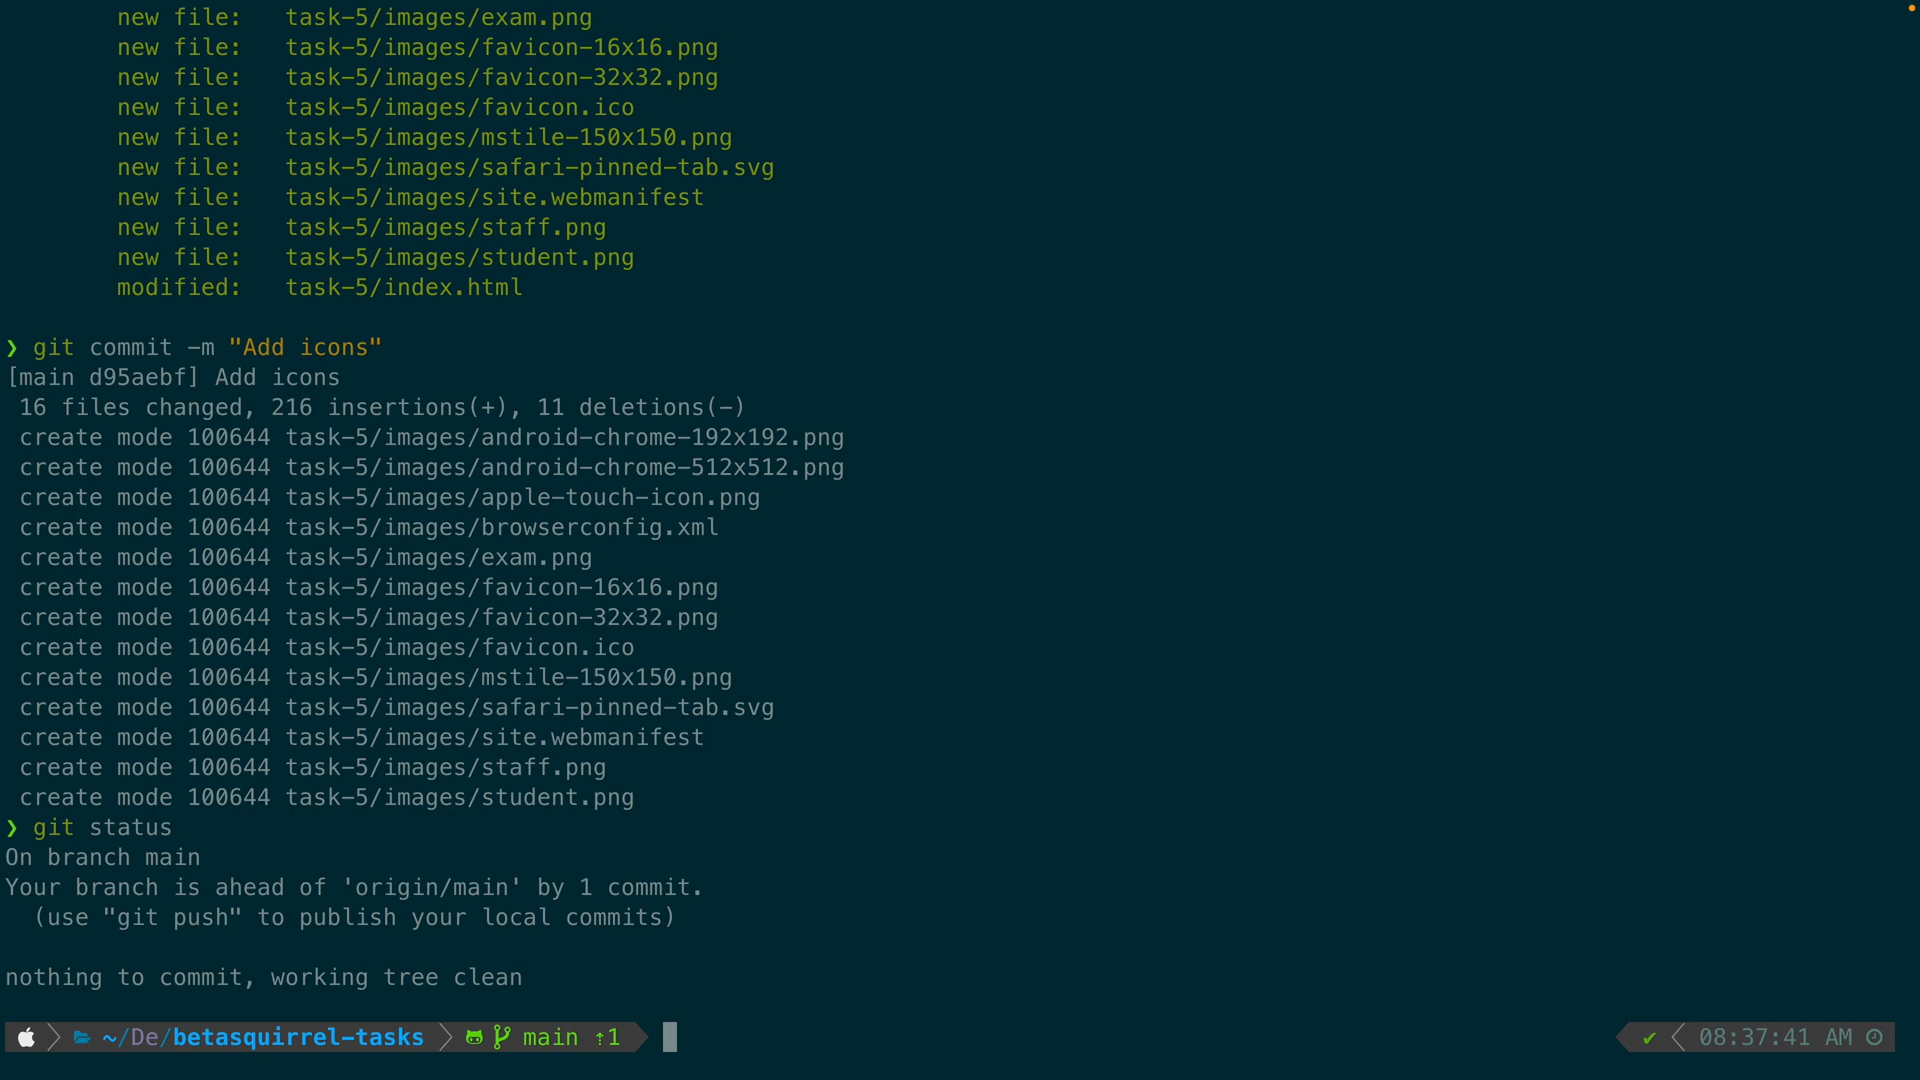 new file:   task-5/images/exam.png
new file:   task-5/images/favicon-16x16.png
new file:   task-5/images/favicon-32x32.png
new file:   task-5/images/favicon.ico
new file:   task-5/images/mstile-150x150.png
new file:   task-5/images/safari-pinned-tab.svg
new file:   task-5/images/site.webmanifest
new file:   task-5/images/staff.png
new file:   task-5/images/student.png
modified:   task-5/index.html
❯ git commit -m "Add icons"
[main d95aebf] Add icons
16 files changed, 216 insertions(+), 11 deletions(-)
create mode 100644 task-5/images/android-chrome-192x192.png
create mode 100644 task-5/images/android-chrome-512x512.png
create mode 100644 task-5/images/apple-touch-icon.png
create mode 100644 task-5/images/browserconfig.xml
create mode 100644 task-5/images/exam.png
create mode 100644 task-5/images/favicon-16x16.png
create mode 100644 task-5/images/favicon-32x32.png
create mode 100644 task-5/images/favicon.ico
create mode 100644 task-5/images/mstile-150x150.png
create mode 100644 task-5/images/safari-pinned-tab.svg
create mode 100644 task-5/images/site.webmanifest
create mode 100644 task-5/images/staff.png
create mode 100644 task-5/images/student.png
❯ git status
On branch main
Your branch is ahead of 'origin/main' by 1 commit.
(use "git push" to publish your local commits)
nothing to commit, working tree clean
~/De/betasquirrel-tasks main ⇡1 ✔ 08:37:41 AM